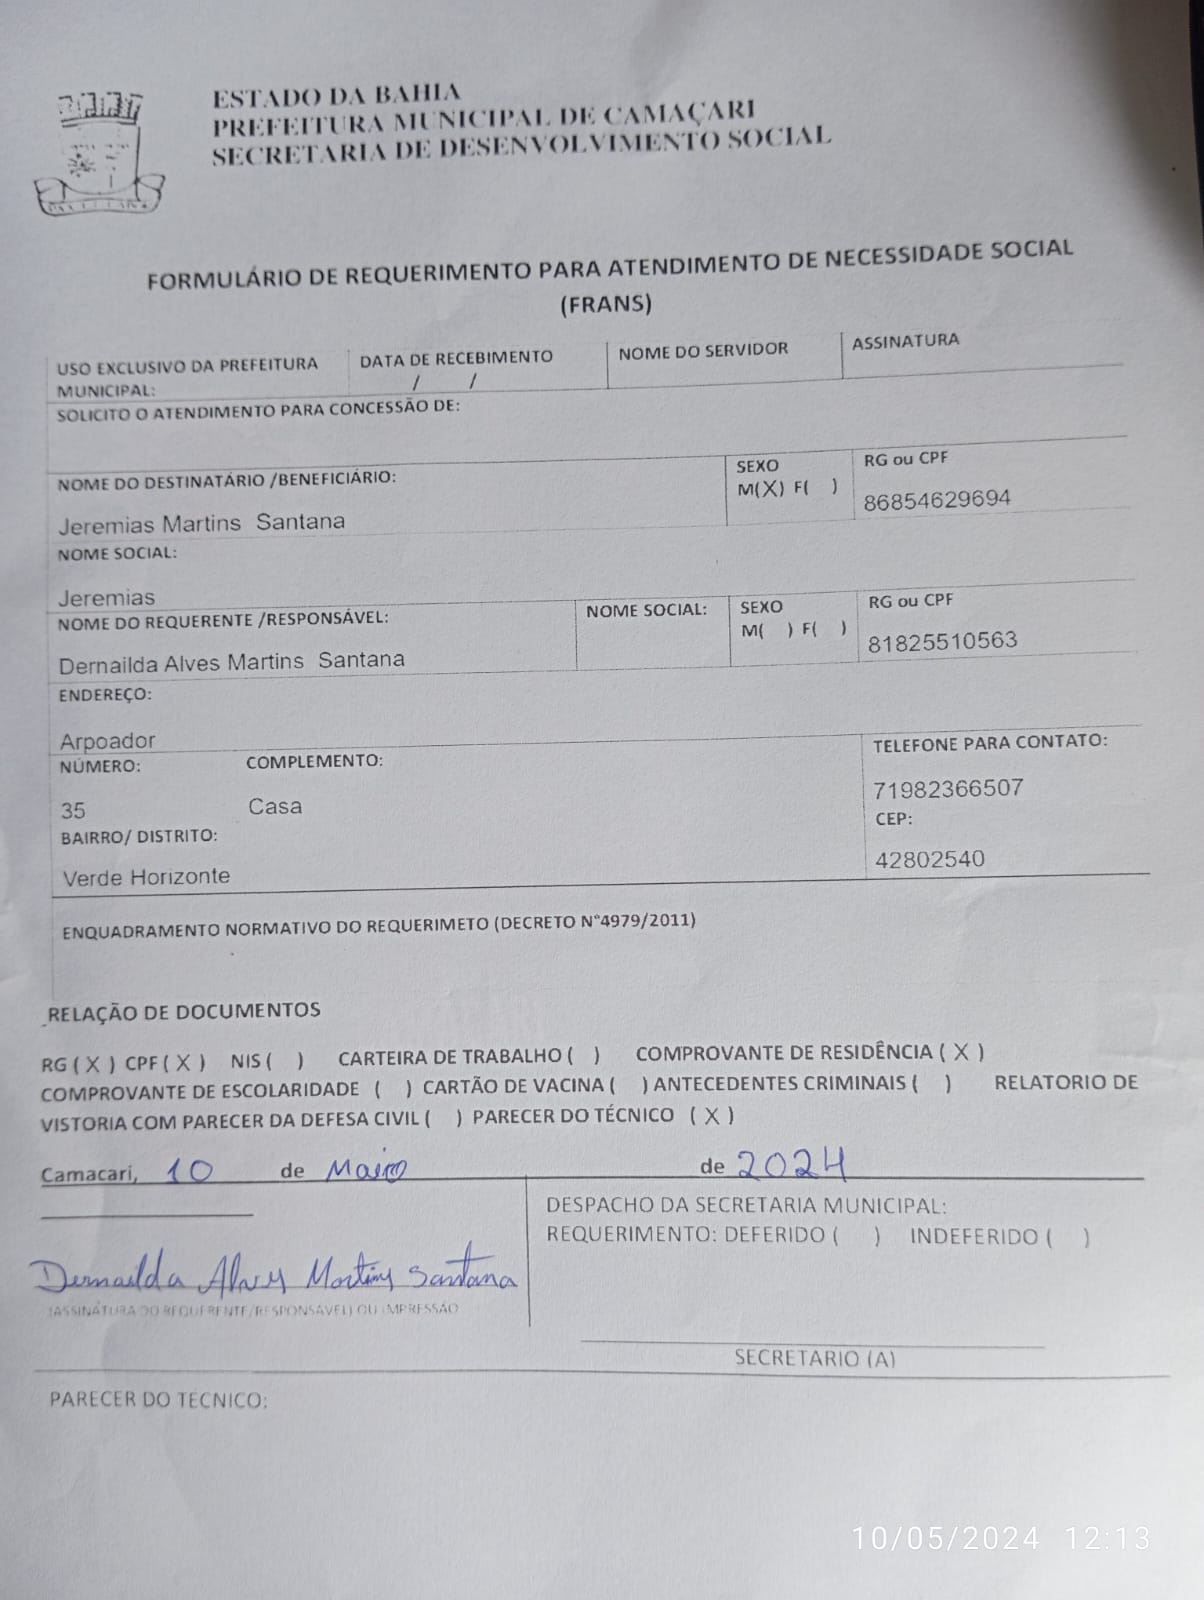 ESTADO DA BAHIA
PREFEITURA MUNICIPAL DE CAMAÇARI
SECRETARIA DE DESENVOLVIMENTO SOCIAL
FORMULÁRIO DE REQUERIMENTO PARA ATENDIMENTO DE NECESSIDADE SOCIAL
(FRANS)
USO EXCLUSIVO DA PREFEITURA MUNICIPAL: DATA DE RECEBIMENTO / / NOME DO SERVIDOR ASSINATURA
SOLICITO O ATENDIMENTO PARA CONCESSÃO DE:
NOME DO DESTINATÁRIO /BENEFICIÁRIO: SEXO RG ou CPF
Jeremias Martins Santana M(X) F( ) 86854629694
NOME SOCIAL:
Jeremias
NOME DO REQUERENTE /RESPONSÁVEL: NOME SOCIAL: SEXO RG ou CPF
Dernailda Alves Martins Santana M( ) F( ) 81825510563
ENDEREÇO:
Arpoador
NÚMERO: COMPLEMENTO: TELEFONE PARA CONTATO:
35 Casa 71982366507
BAIRRO/ DISTRITO: CEP:
Verde Horizonte 42802540
ENQUADRAMENTO NORMATIVO DO REQUERIMETO (DECRETO N°4979/2011)
RELAÇÃO DE DOCUMENTOS
RG ( X ) CPF ( X ) NIS ( ) CARTEIRA DE TRABALHO ( ) COMPROVANTE DE RESIDÊNCIA ( X )
COMPROVANTE DE ESCOLARIDADE ( ) CARTÃO DE VACINA ( ) ANTECEDENTES CRIMINAIS ( ) RELATORIO DE
VISTORIA COM PARECER DA DEFESA CIVIL ( ) PARECER DO TÉCNICO ( X )
Camacari, 10 de Maio de 2024
DESPACHO DA SECRETARIA MUNICIPAL:
REQUERIMENTO: DEFERIDO ( ) INDEFERIDO ( )
Dernailda Alves Martins Santana
(ASSINATURA DO REQUERENTE/RESPONSAVEL) OU IMPRESSÃO
SECRETARIO (A)
PARECER DO TÉCNICO:
10/05/2024 12:13